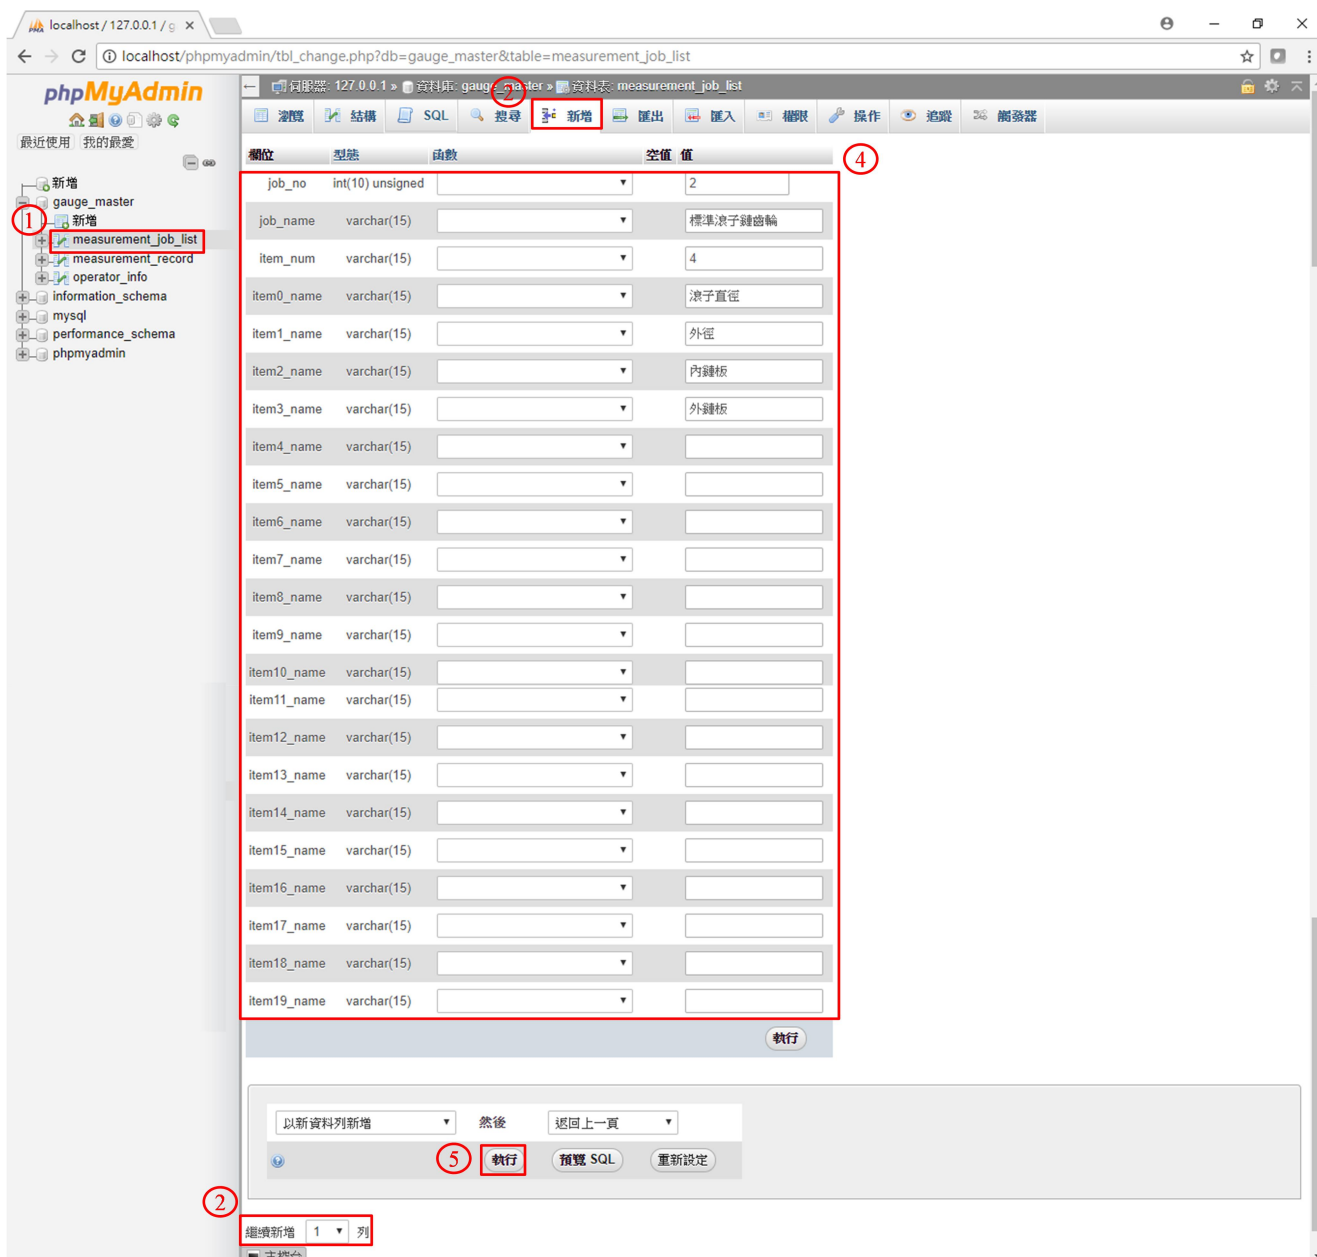 localhost / 127.0.0.1 / g
localhost/phpmyadmin/tbl_change.php?db=gauge_master&table=measurement_job_list
phpMyAdmin
最近使用 我的最愛
新增
gauge_master
① 新增
measurement_job_list
measurement_record
operator_info
information_schema
mysql
performance_schema
phpmyadmin
伺服器: 127.0.0.1 » 資料庫: gauge_master » 資料表: measurement_job_list
②
瀏覽 結構 SQL 搜尋 新增 匯出 匯入 權限 操作 追蹤 觸發器
欄位 型態 函數 空值 值 ④
job_no int(10) unsigned 2
job_name varchar(15) 標準滾子鏈齒輪
item_num varchar(15) 4
item0_name varchar(15) 滾子直徑
item1_name varchar(15) 外徑
item2_name varchar(15) 內鏈板
item3_name varchar(15) 外鏈板
item4_name varchar(15)
item5_name varchar(15)
item6_name varchar(15)
item7_name varchar(15)
item8_name varchar(15)
item9_name varchar(15)
item10_name varchar(15)
item11_name varchar(15)
item12_name varchar(15)
item13_name varchar(15)
item14_name varchar(15)
item15_name varchar(15)
item16_name varchar(15)
item17_name varchar(15)
item18_name varchar(15)
item19_name varchar(15)
執行
以新資料列新增 然後 返回上一頁
⑤ 執行 預覽 SQL 重新設定
②
繼續新增 1 列
主控台